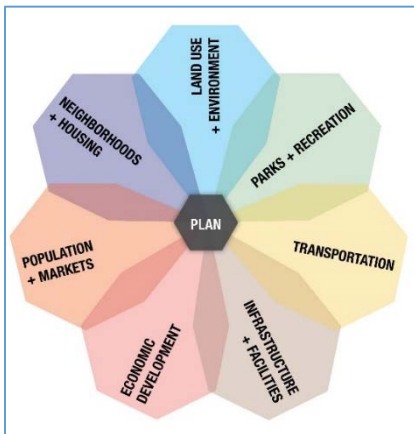 LAND USE
+ ENVIRONMENT
PARKS + RECREATION
TRANSPORTATION
INFRASTRUCTURE
+ FACILITIES
ECONOMIC
DEVELOPMENT
POPULATION
+ MARKETS
NEIGHBORHOODS
+ HOUSING
PLAN